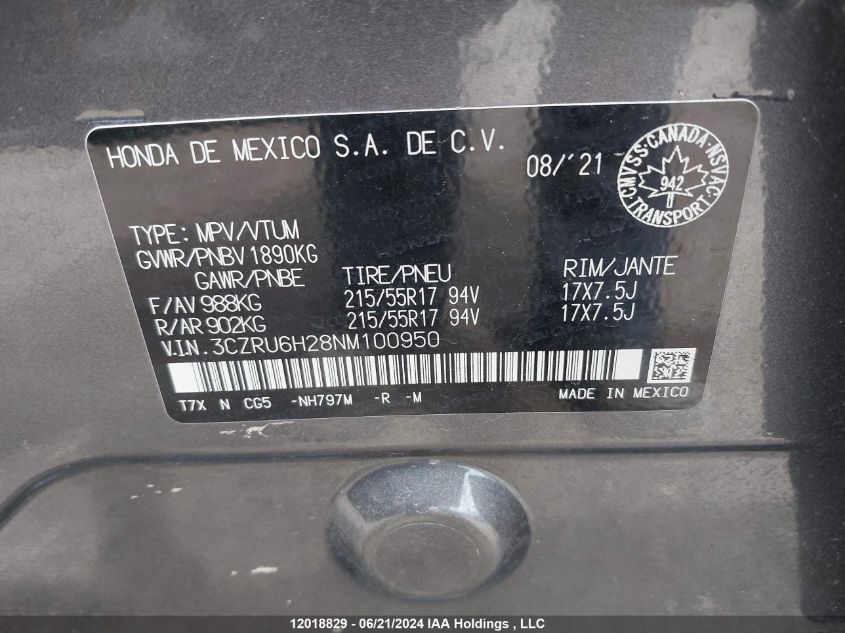 HONDA DE MEXICO S.A. DE C.V.
08/'21
CMVSS·CANADA·NSVAC
942
·TRANSPORT·
TYPE: MPV/VTUM
GVWR/PNBV 1890KG
GAWR/PNBE TIRE/PNEU RIM/JANTE
F/AV 988KG 215/55R17 94V 17X7.5J
R/AR 902KG 215/55R17 94V 17X7.5J
V.I.N. 3CZRU6H28NM100950
T7X N CG5 -NH797M -R -M MADE IN MEXICO
12018829 - 06/21/2024 IAA Holdings , LLC